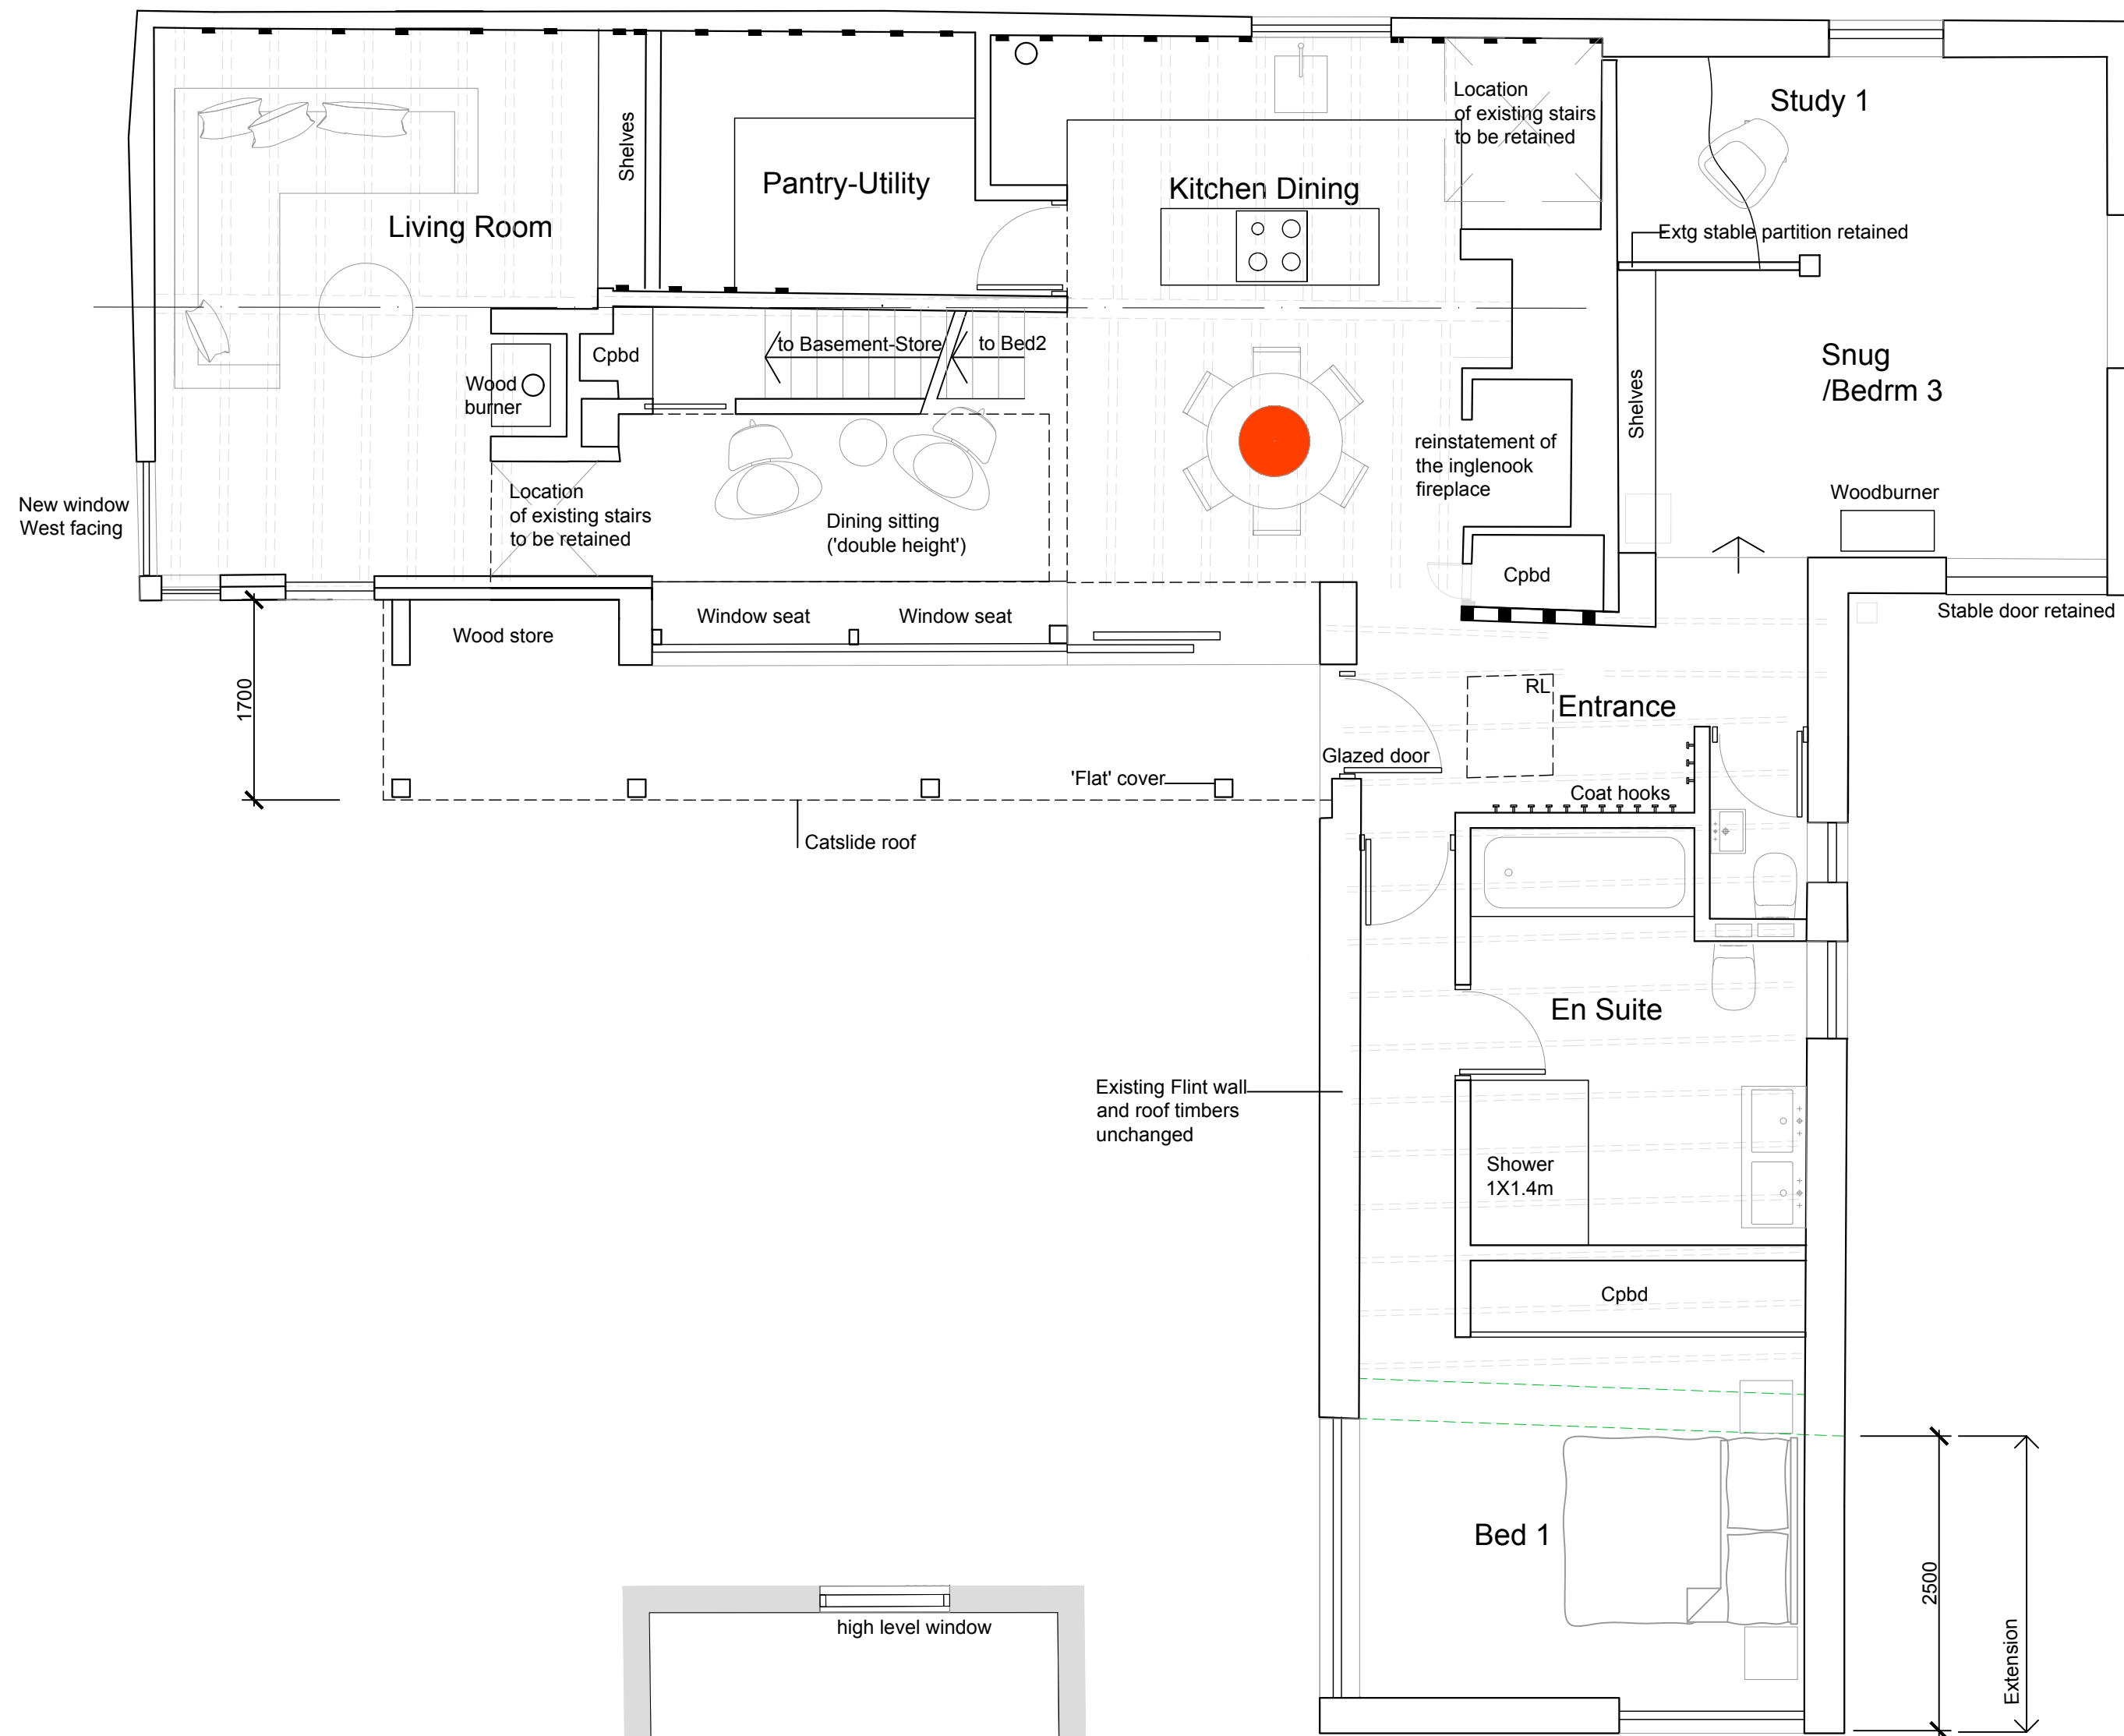 Study 1
Location
of existing stairs
to be retained
Shelves
Pantry-Utility
Kitchen Dining
Living Room
Extg stable partition retained
to Basement-Store
to Bed2
Cpbd
Snug
/Bedrm 3
Wood
burner
Shelves
reinstatement of
the inglenook
fireplace
New window
West facing
Location
of existing stairs
to be retained
Woodburner
Dining sitting
('double height')
Cpbd
Window seat
Window seat
Wood store
Stable door retained
1700
RL
Entrance
Glazed door
'Flat' cover
Coat hooks
Catslide roof
En Suite
Existing Flint wall
and roof timbers
unchanged
Shower
1X1.4m
Cpbd
Bed 1
2500
Extension
high level window